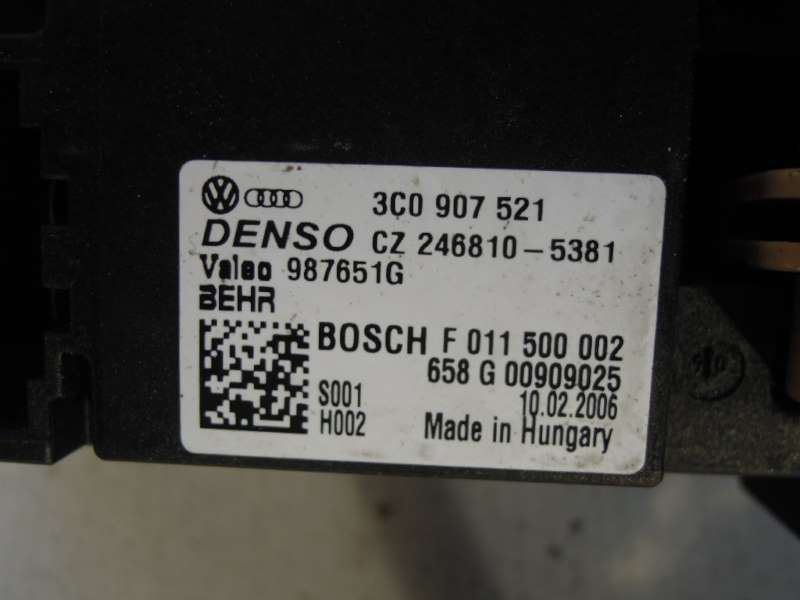 3C0 907 521
DENSO CZ 246810-5381
Valeo 987651G
BEHR
BOSCH F 011 500 002
658 G 00909025
S001 10.02.2006
H002 Made in Hungary